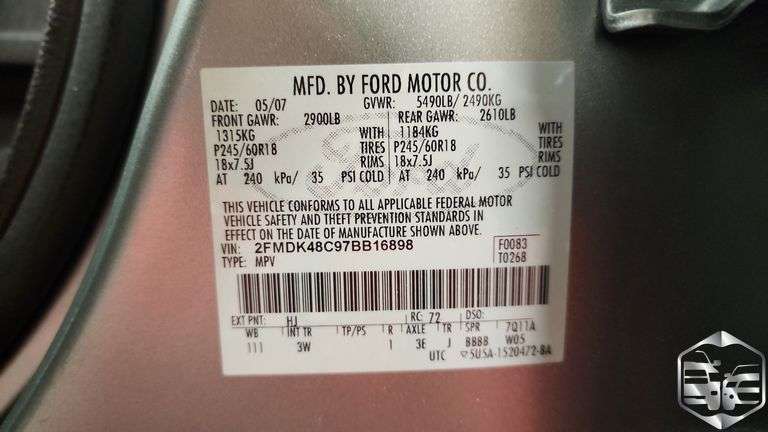 MFD. BY FORD MOTOR CO.
DATE: 05/07 GVWR: 5490LB/ 2490KG
FRONT GAWR: 2900LB REAR GAWR: 2610LB
1315KG WITH 1184KG WITH
P245/60R18 TIRES P245/60R18 TIRES
18x7.5J RIMS 18x7.5J RIMS
AT 240 kPa/ 35 PSI COLD AT 240 kPa/ 35 PSI COLD
THIS VEHICLE CONFORMS TO ALL APPLICABLE FEDERAL MOTOR
VEHICLE SAFETY AND THEFT PREVENTION STANDARDS IN
EFFECT ON THE DATE OF MANUFACTURE SHOWN ABOVE.
VIN: 2FMDK48C97BB16898 F0083
TYPE: MPV T0268
EXT PNT: HJ RC: 72 DSO:
WB INT TR TP/PS R AXLE TR SPR 7Q11A
111 3W 1 3E J BBBB W05
UTC 5U5A-1520472-BA
Ford